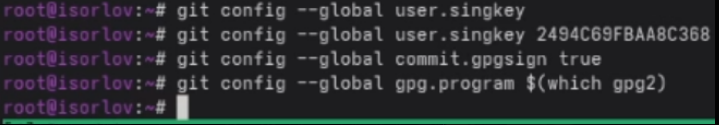 root@isorlov:~# git config --global user.singkey
root@isorlov:~# git config --global user.singkey 2494C69FBAA8C368
root@isorlov:~# git config --global commit.gpgsign true
root@isorlov:~# git config --global gpg.program $(which gpg2)
root@isorlov:~#